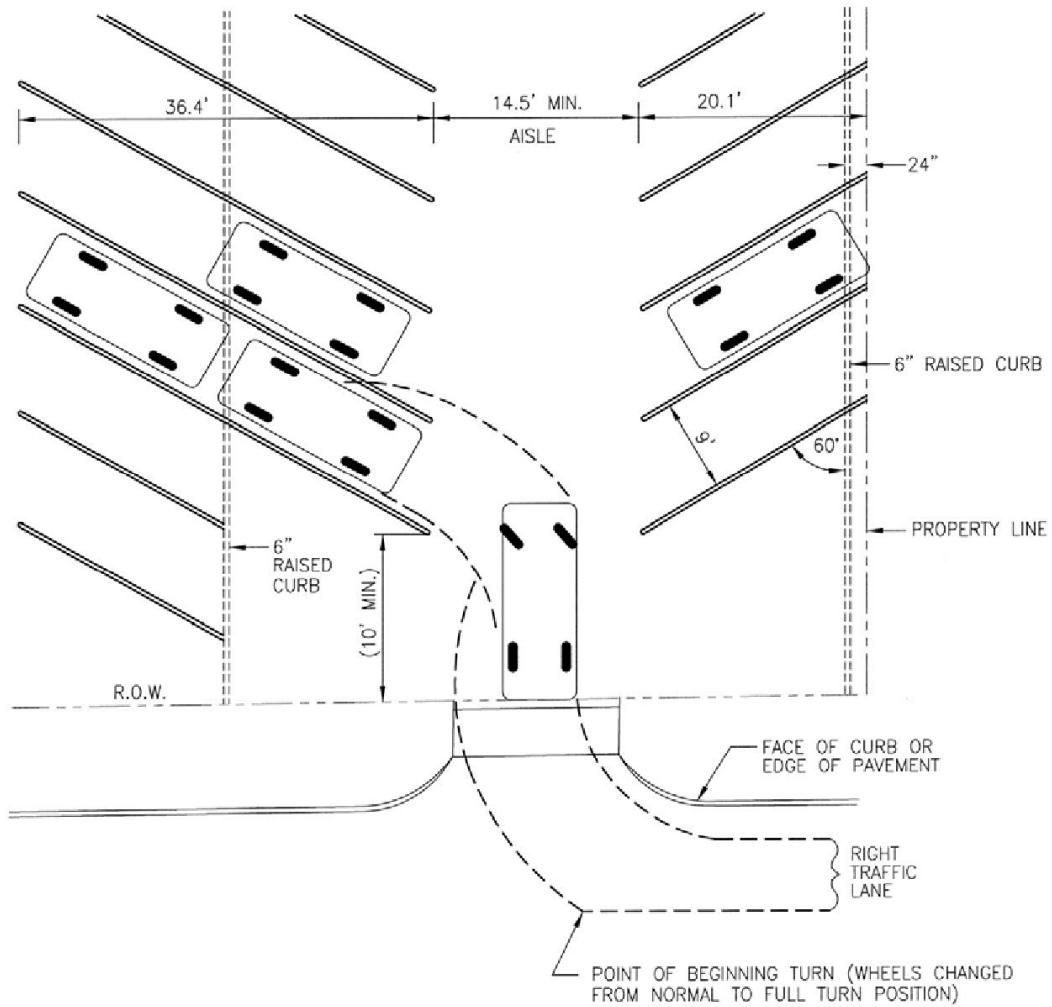 36.4'
14.5' MIN.
AISLE
20.1'
24"
6" RAISED CURB
9'
60'
PROPERTY LINE
6"
RAISED
CURB
(10' MIN.)
R.O.W.
FACE OF CURB OR
EDGE OF PAVEMENT
RIGHT
TRAFFIC
LANE
POINT OF BEGINNING TURN (WHEELS CHANGED
FROM NORMAL TO FULL TURN POSITION)